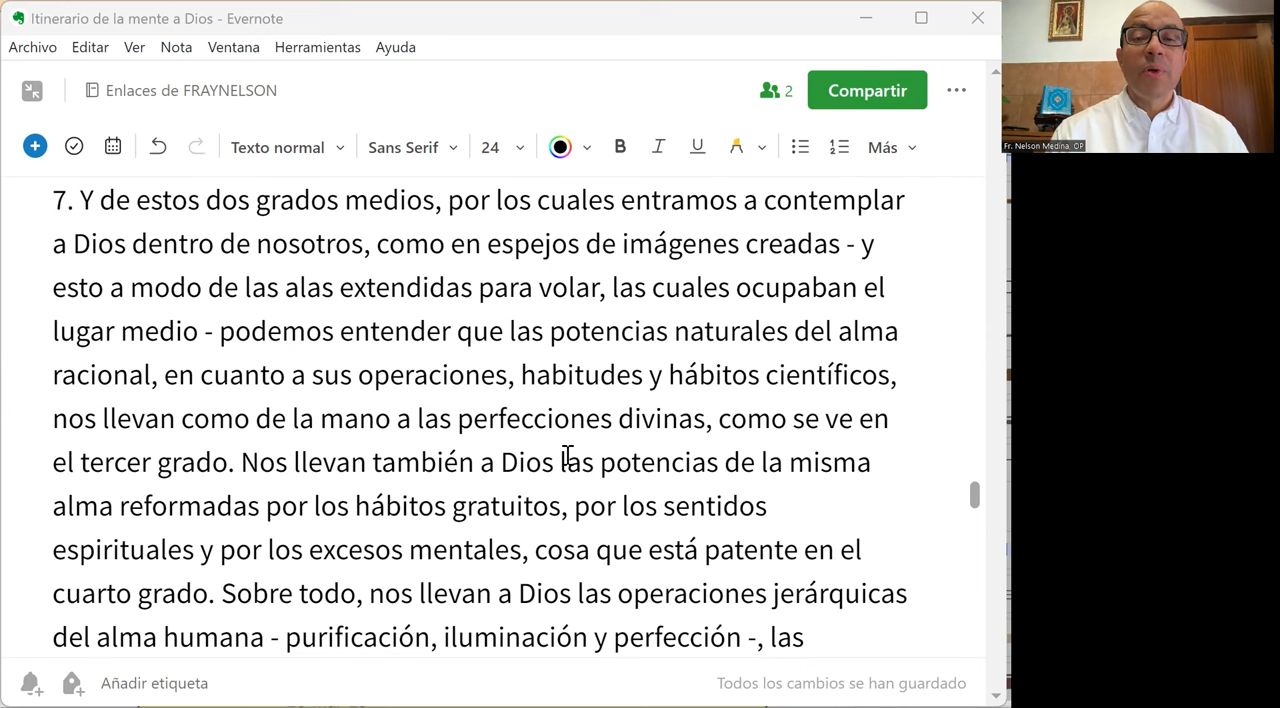 Itinerario de la mente a Dios - Evernote
Archivo Editar Ver Nota Ventana Herramientas Ayuda
Enlaces de FRAYNELSON
2
Compartir
Texto normal
Sans Serif
24
B I U A
Más
7. Y de estos dos grados medios, por los cuales entramos a contemplar
a Dios dentro de nosotros, como en espejos de imágenes creadas - y
esto a modo de las alas extendidas para volar, las cuales ocupaban el
lugar medio - podemos entender que las potencias naturales del alma
racional, en cuanto a sus operaciones, habitudes y hábitos científicos,
nos llevan como de la mano a las perfecciones divinas, como se ve en
el tercer grado. Nos llevan también a Dios las potencias de la misma
alma reformadas por los hábitos gratuitos, por los sentidos
espirituales y por los excesos mentales, cosa que está patente en el
cuarto grado. Sobre todo, nos llevan a Dios las operaciones jerárquicas
del alma humana - purificación, iluminación y perfección -, las
Añadir etiqueta
Todos los cambios se han guardado
Fr. Nelson Medina, OP